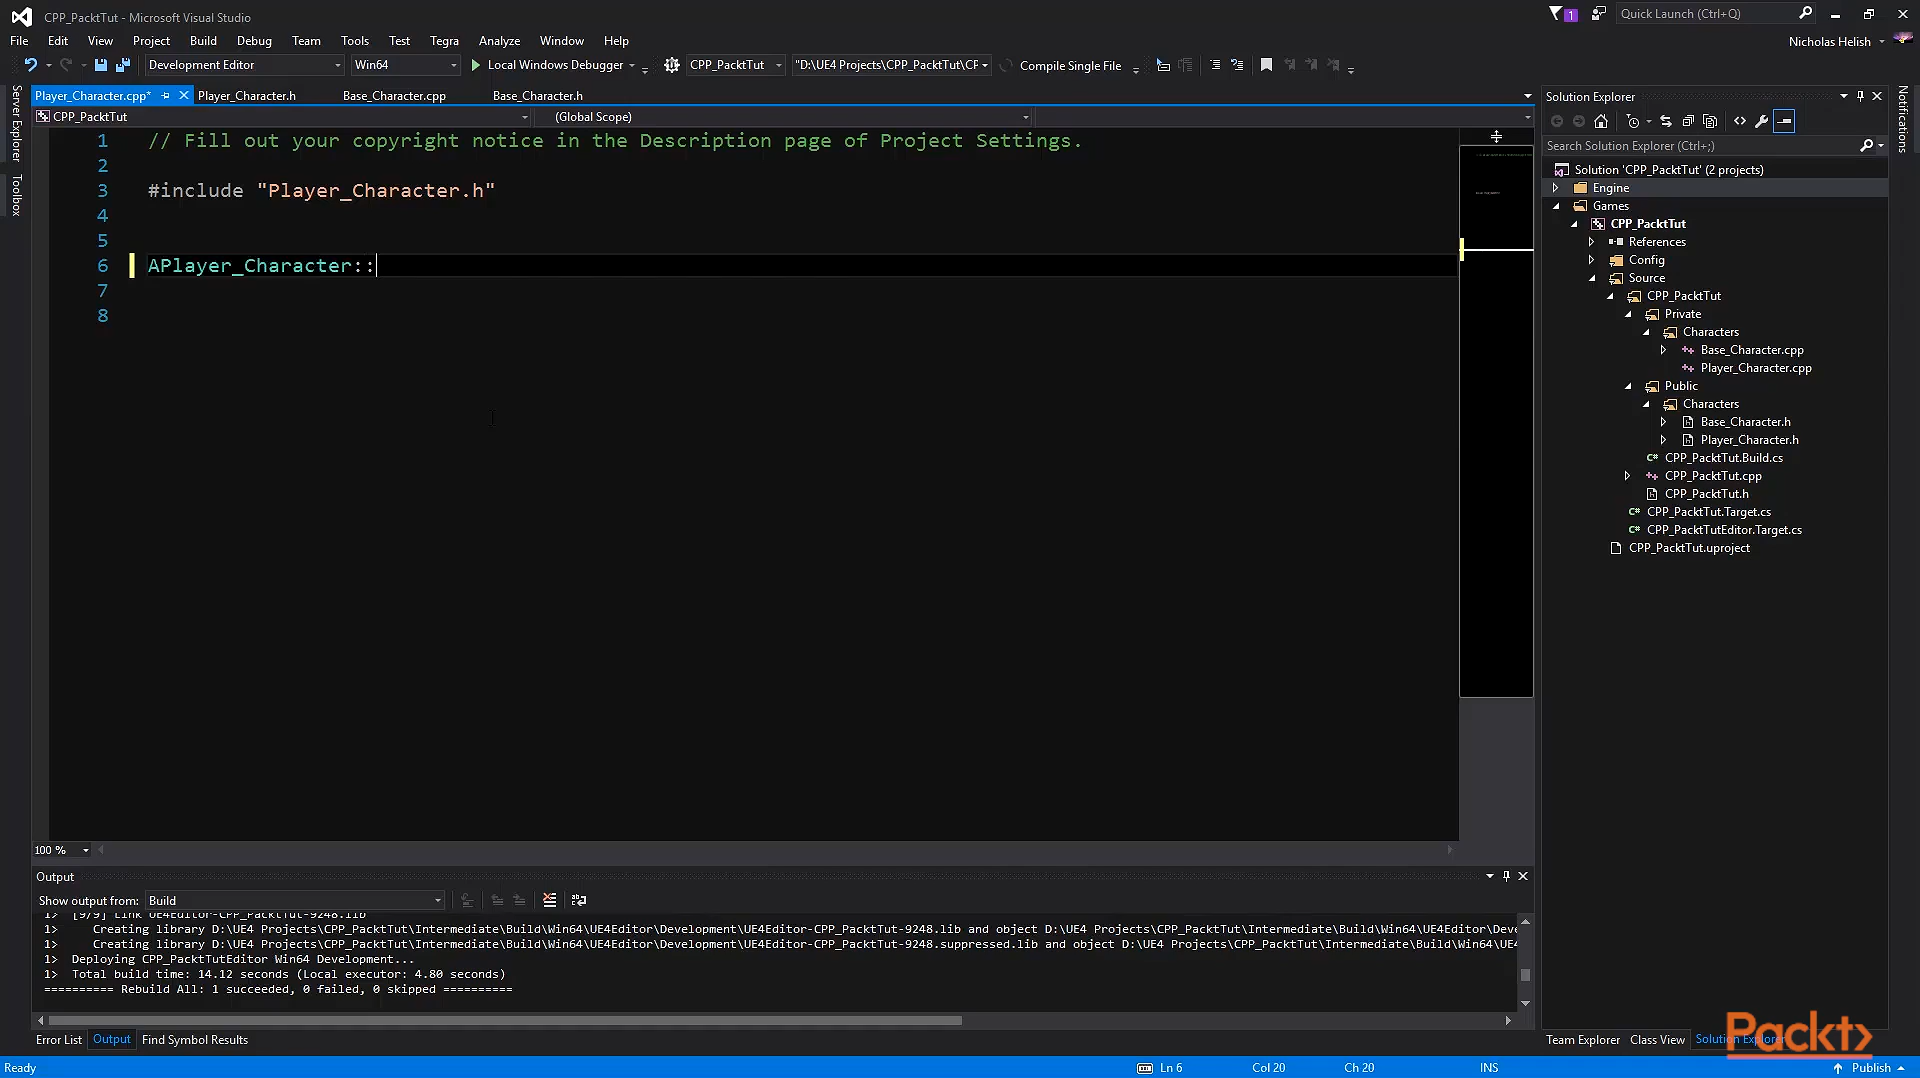 CPP_PacktTut - Microsoft Visual Studio
1
Quick Launch (Ctrl+Q)
File Edit View Project Build Debug Team Tools Test Tegra Analyze Window Help
Nicholas Helish
Development Editor Win64 Local Windows Debugger CPP_PacktTut "D:\UE4 Projects\CPP_PacktTut\CF Compile Single File
Server Explorer
Toolbox
Notifications
Player_Character.cpp* Player_Character.h Base_Character.cpp Base_Character.h
CPP_PacktTut (Global Scope)
1 // Fill out your copyright notice in the Description page of Project Settings.
2
3 #include "Player_Character.h"
4
5
6 APlayer_Character::
7
8
100 %
Solution Explorer
Search Solution Explorer (Ctrl+;)
Solution 'CPP_PacktTut' (2 projects)
Engine
Games
CPP_PacktTut
References
Config
Source
CPP_PacktTut
Private
Characters
Base_Character.cpp
Player_Character.cpp
Public
Characters
Base_Character.h
Player_Character.h
CPP_PacktTut.Build.cs
CPP_PacktTut.cpp
CPP_PacktTut.h
CPP_PacktTut.Target.cs
CPP_PacktTutEditor.Target.cs
CPP_PacktTut.uproject
Output
Show output from: Build
1> [9/9] Link UE4Editor-CPP_PacktTut-9248.lib
1> Creating library D:\UE4 Projects\CPP_PacktTut\Intermediate\Build\Win64\UE4Editor\Development\UE4Editor-CPP_PacktTut-9248.lib and object D:\UE4 Projects\CPP_PacktTut\Intermediate\Build\Win64\UE4Editor\Deve
1> Creating library D:\UE4 Projects\CPP_PacktTut\Intermediate\Build\Win64\UE4Editor\Development\UE4Editor-CPP_PacktTut-9248.suppressed.lib and object D:\UE4 Projects\CPP_PacktTut\Intermediate\Build\Win64\UE4
1> Deploying CPP_PacktTutEditor Win64 Development...
1> Total build time: 14.12 seconds (Local executor: 4.80 seconds)
========== Rebuild All: 1 succeeded, 0 failed, 0 skipped ==========
Error List Output Find Symbol Results
Team Explorer Class View Solution Explorer
Packt>
Ready Ln 6 Col 20 Ch 20 INS Publish